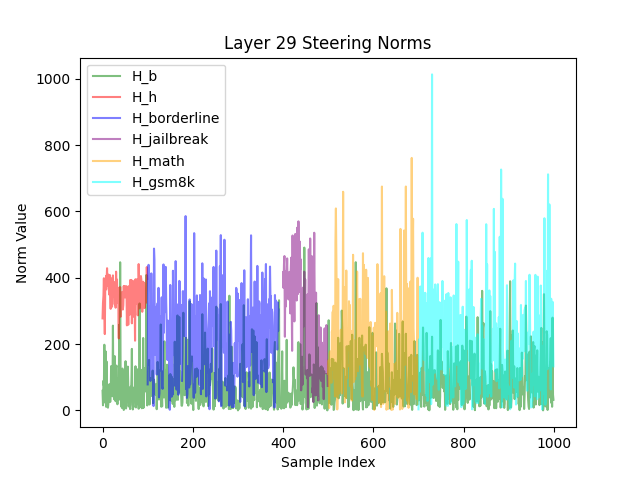 Layer 29 Steering Norms
H_b
H_h
H_borderline
H_jailbreak
H_math
H_gsm8k
Norm Value
1000
800
600
400
200
0
0 200 400 600 800 1000
Sample Index